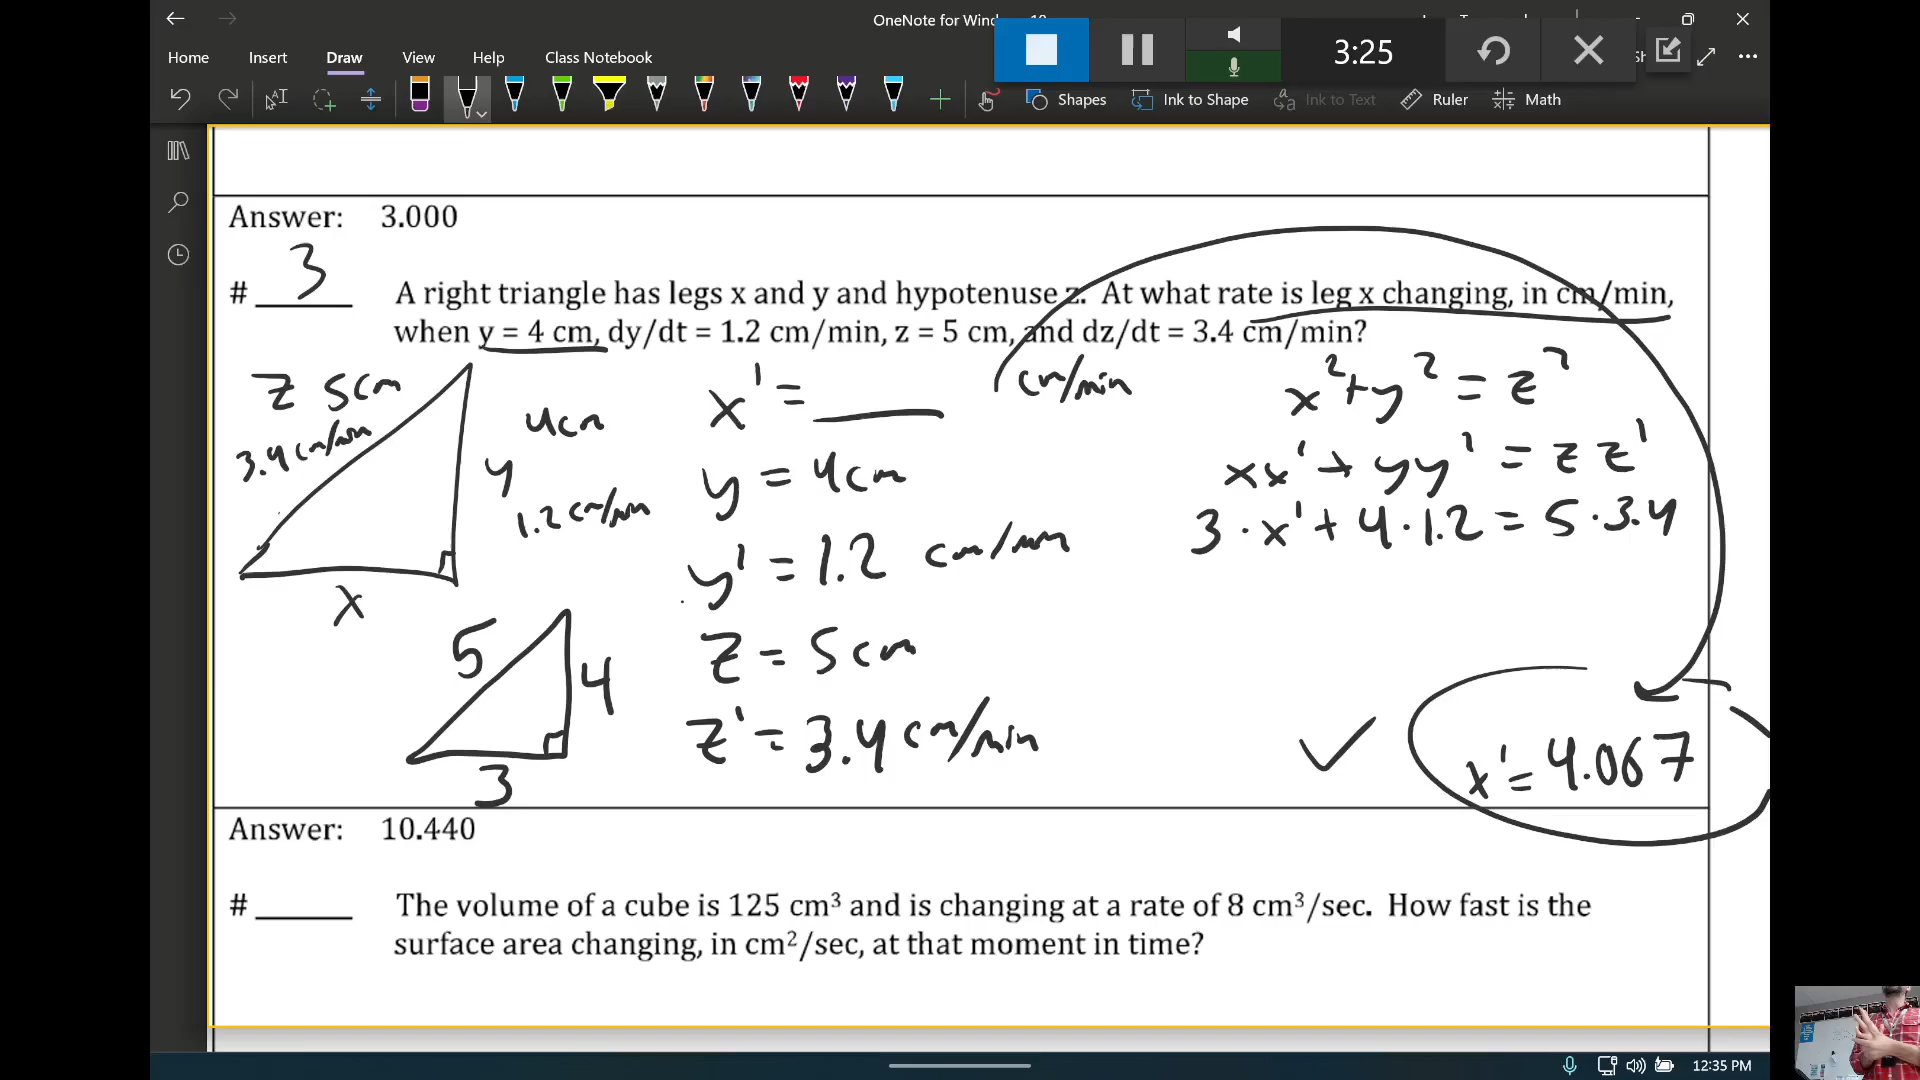 OneNote for Wind
3:25
Home Insert Draw View Help Class Notebook
Shapes Ink to Shape Ink to Text Ruler Math
Answer: 3.000
# 3 A right triangle has legs x and y and hypotenuse z. At what rate is leg x changing, in cm/min,
when y = 4 cm, dy/dt = 1.2 cm/min, z = 5 cm, and dz/dt = 3.4 cm/min?
z 5cm
3.4 cm/min
4cm
y
1.2 cm/min
x
5
4
3
x' = ____ cm/min
y = 4cm
y' = 1.2 cm/min
z = 5cm
z' = 3.4 cm/min
x² + y² = z²
xx' + yy' = zz'
3·x' + 4·1.2 = 5·3.4
✓ x' = 4.067
Answer: 10.440
# ____ The volume of a cube is 125 cm³ and is changing at a rate of 8 cm³/sec. How fast is the
surface area changing, in cm²/sec, at that moment in time?
12:35 PM